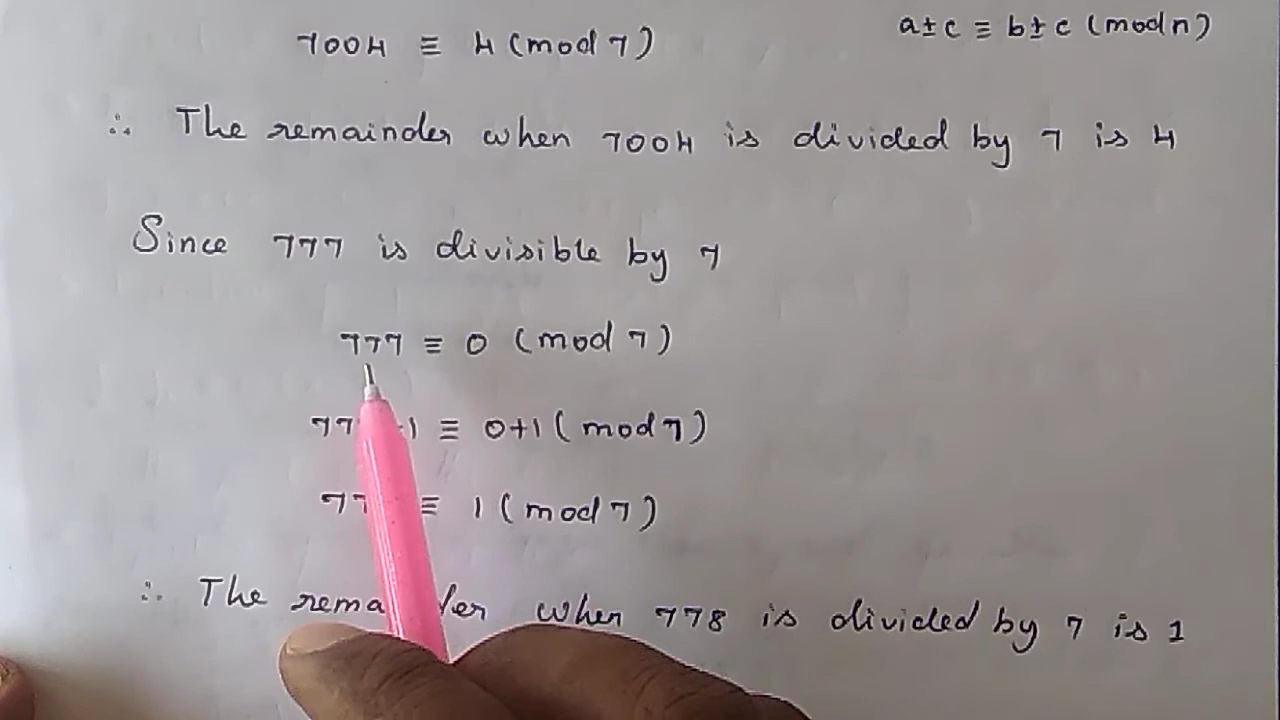 7004 ≡ 4 (mod 7)
a±c ≡ b±c (mod n)
∴ The remainder when 7004 is divided by 7 is 4
Since 777 is divisible by 7
777 ≡ 0 (mod 7)
1 ≡ 0+1 (mod 7)
≡ 1 (mod 7)
∴ The when 778 is divided by 7 is 1